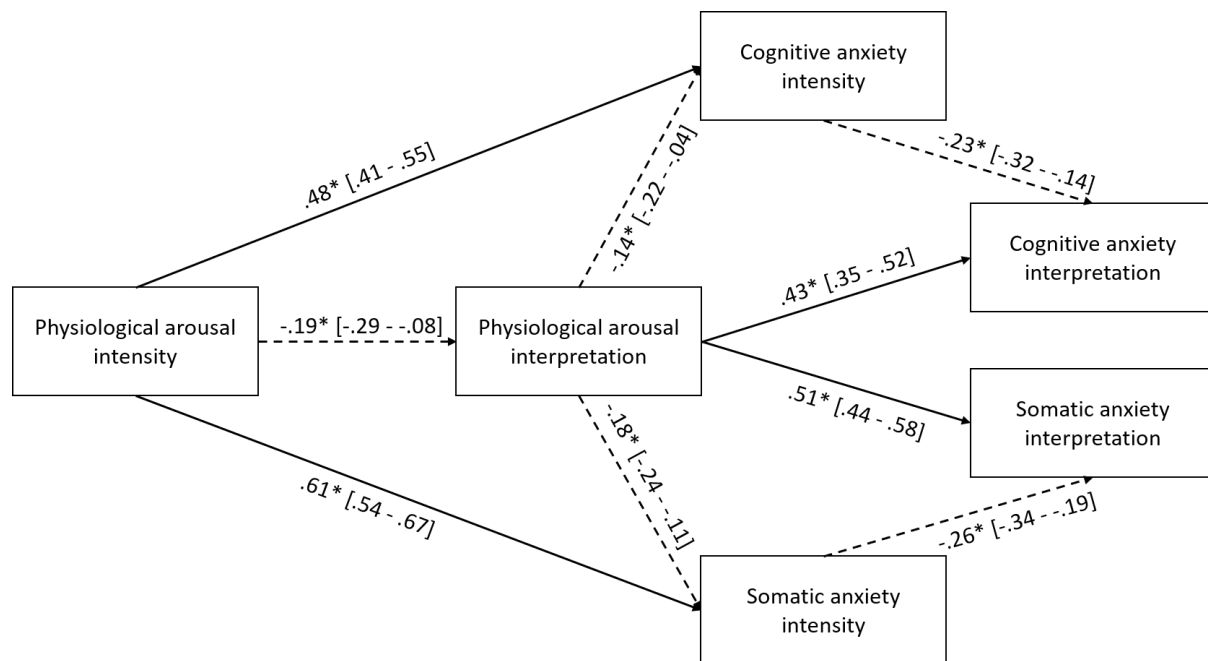 Cognitive anxiety
intensity
-.23* [-.32 - -.14]
.48* [.41 - .55]
-.14* [-.22 - -.04]
Cognitive anxiety
interpretation
.43* [.35 - .52]
Physiological arousal
intensity
-.19* [-.29 - -.08]
Physiological arousal
interpretation
.51* [.44 - .58]
Somatic anxiety
interpretation
-.18* [-.24 - -.11]
.61* [.54 - .67]
-.26* [-.34 - -.19]
Somatic anxiety
intensity